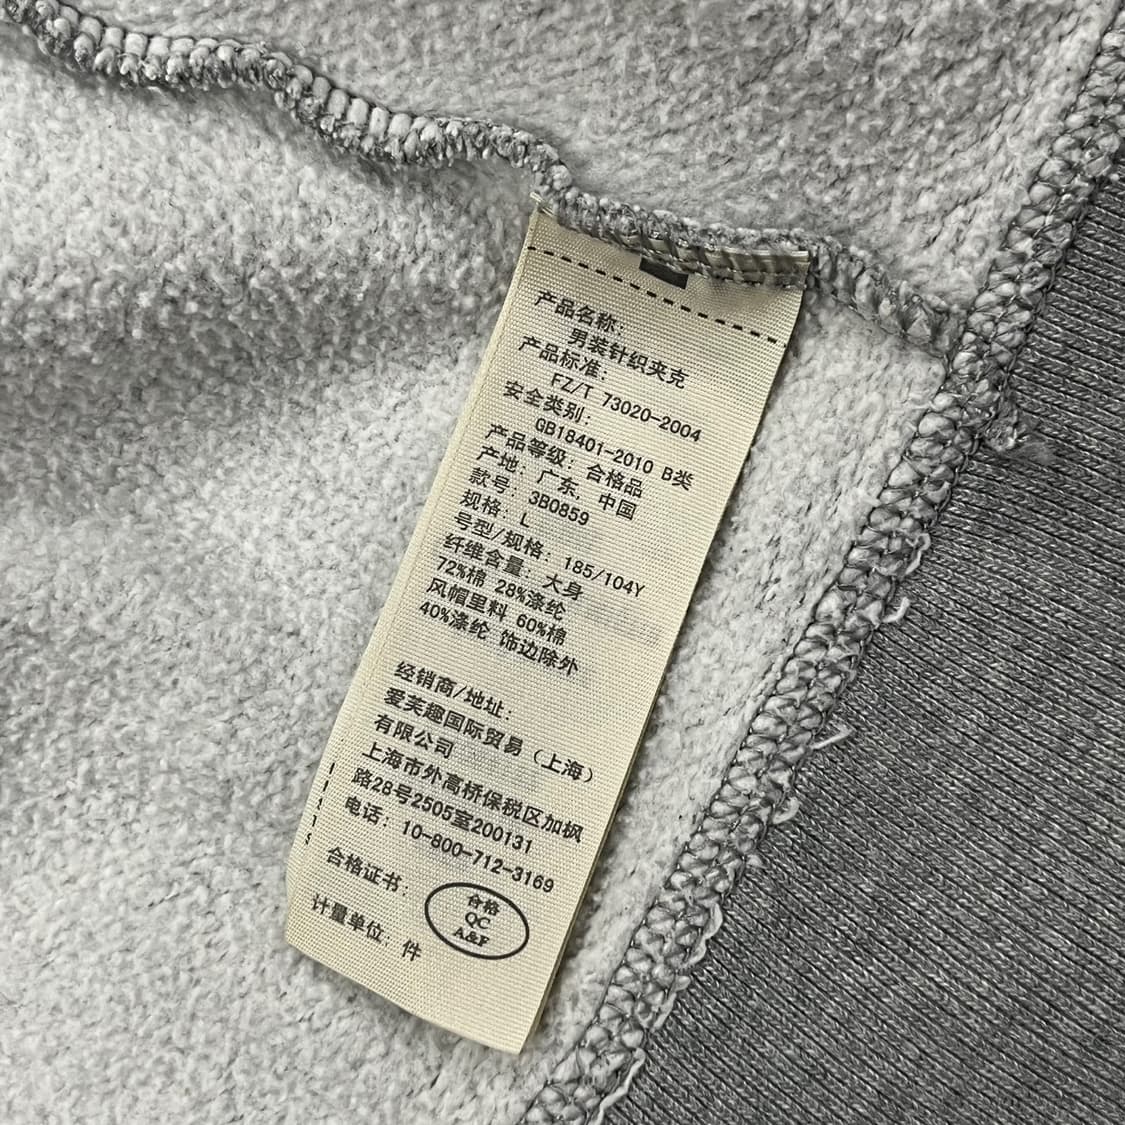 产品名称:
男装针织夹克
产品标准:
FZ/T 73020-2004
安全类别:
GB18401-2010 B类
产品等级: 合格品
产地: 广东, 中国
款号: 3B0859
规格: L
号型/规格: 185/104Y
纤维含量: 大身
72%棉 28%涤纶
风帽里料 60%棉
40%涤纶 饰边除外
经销商/地址:
爱芙趣国际贸易（上海）
有限公司
上海市外高桥保税区加枫
路28号2505室200131
电话: 10-800-712-3169
合格证书:
合格
QC
A&F
计量单位: 件